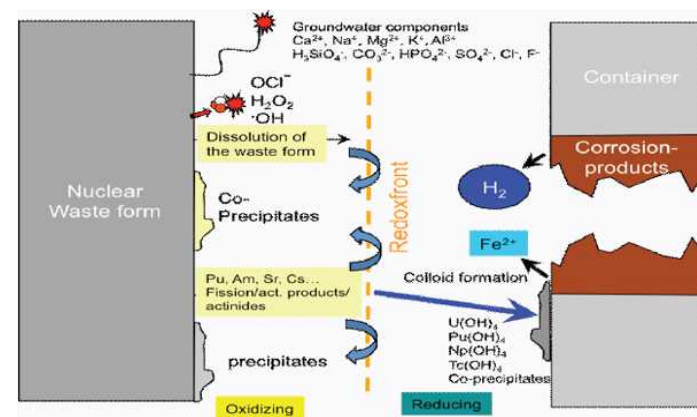 Groundwater components
Ca²⁺, Na⁺, Mg²⁺, K⁺, Al³⁺
H₃SiO₄⁻, CO₃²⁻, HPO₄²⁻, SO₄²⁻, Cl⁻, F⁻
OCl⁻
H₂O₂
·OH
Dissolution of
the waste form
Nuclear
Waste form
Co-
Precipitates
Redoxfront
Pu, Am, Sr, Cs...
Fission/act. products/
actinides
precipitates
Oxidizing
Container
Corrosion-
products
H₂
Fe²⁺
Colloid formation
U(OH)₄
Pu(OH)₄
Np(OH)₄
Tc(OH)₄
Co-precipitates
Reducing